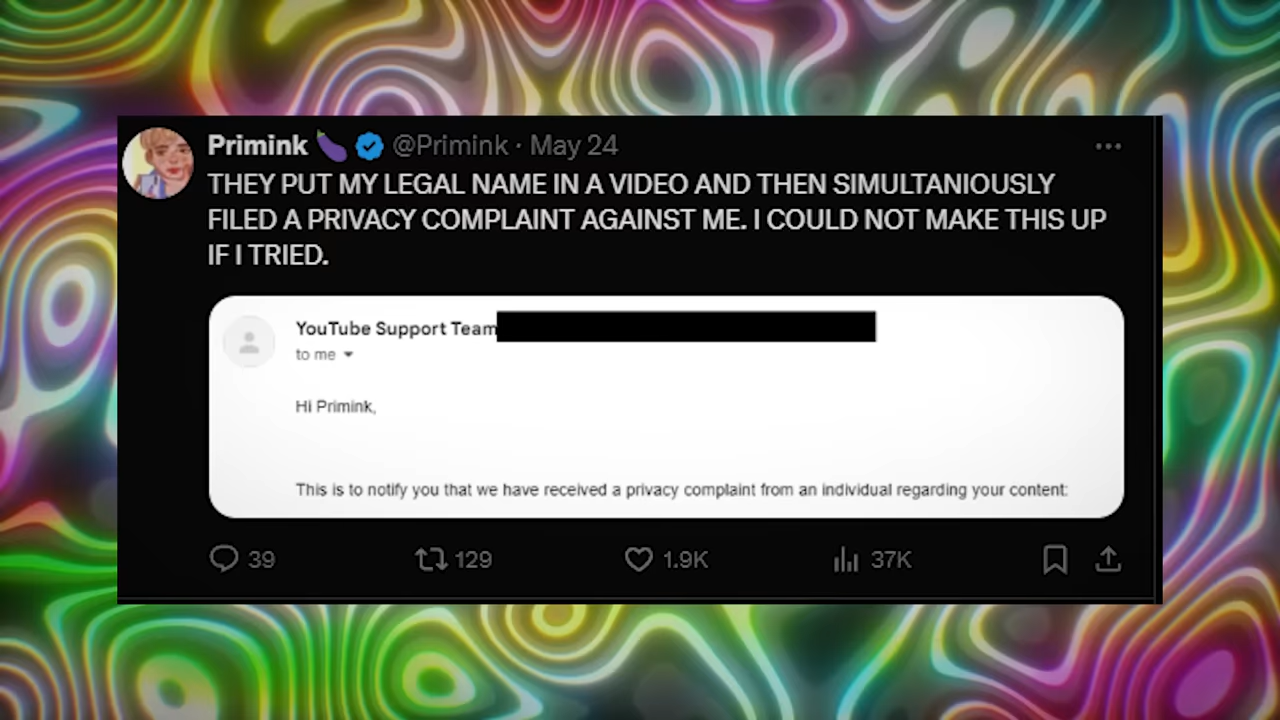 Primink 🍆 @Primink · May 24
THEY PUT MY LEGAL NAME IN A VIDEO AND THEN SIMULTANIOUSLY
FILED A PRIVACY COMPLAINT AGAINST ME. I COULD NOT MAKE THIS UP
IF I TRIED.
YouTube Support Team
to me
Hi Primink,
This is to notify you that we have received a privacy complaint from an individual regarding your content:
39 129 1.9K 37K